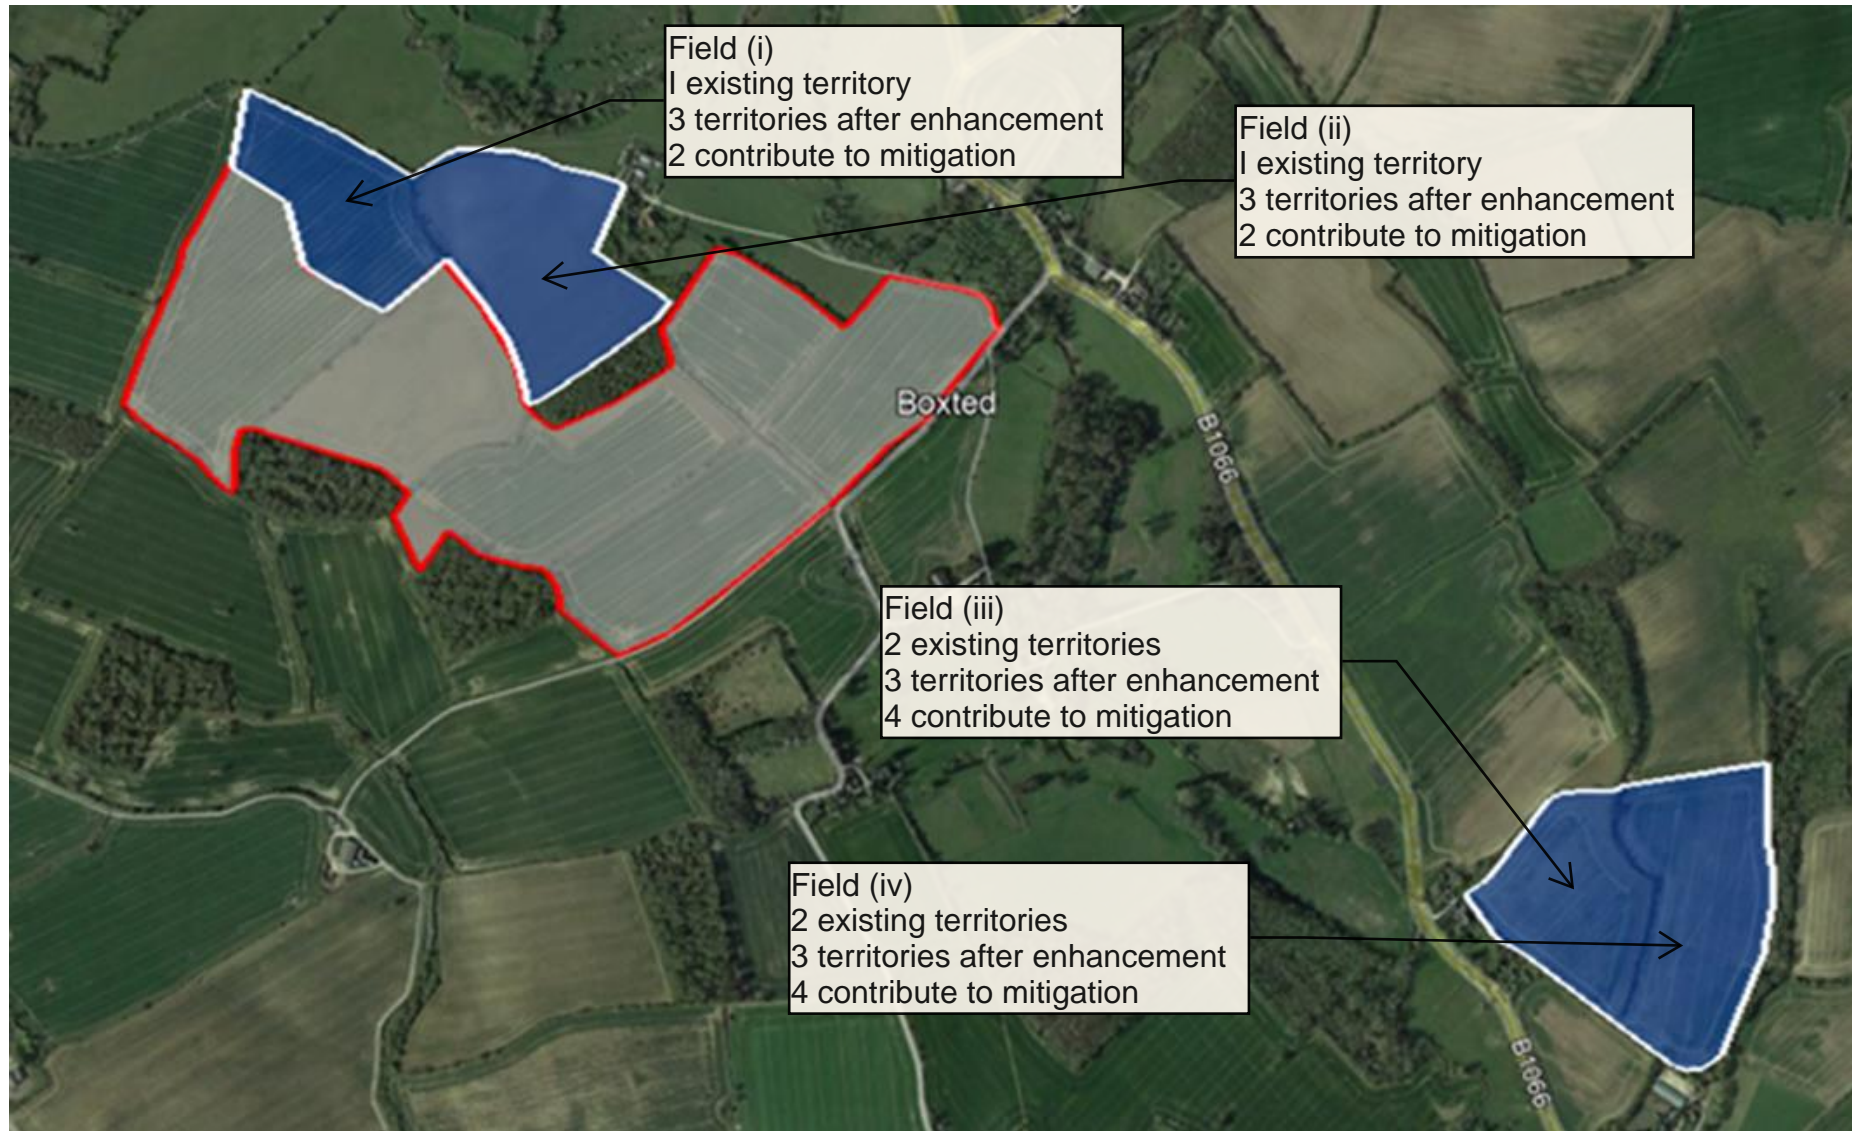 Field (i)
I existing territory
3 territories after enhancement
2 contribute to mitigation
Field (ii)
I existing territory
3 territories after enhancement
2 contribute to mitigation
Boxted
B1066
Field (iii)
2 existing territories
3 territories after enhancement
4 contribute to mitigation
Field (iv)
2 existing territories
3 territories after enhancement
4 contribute to mitigation
B1066